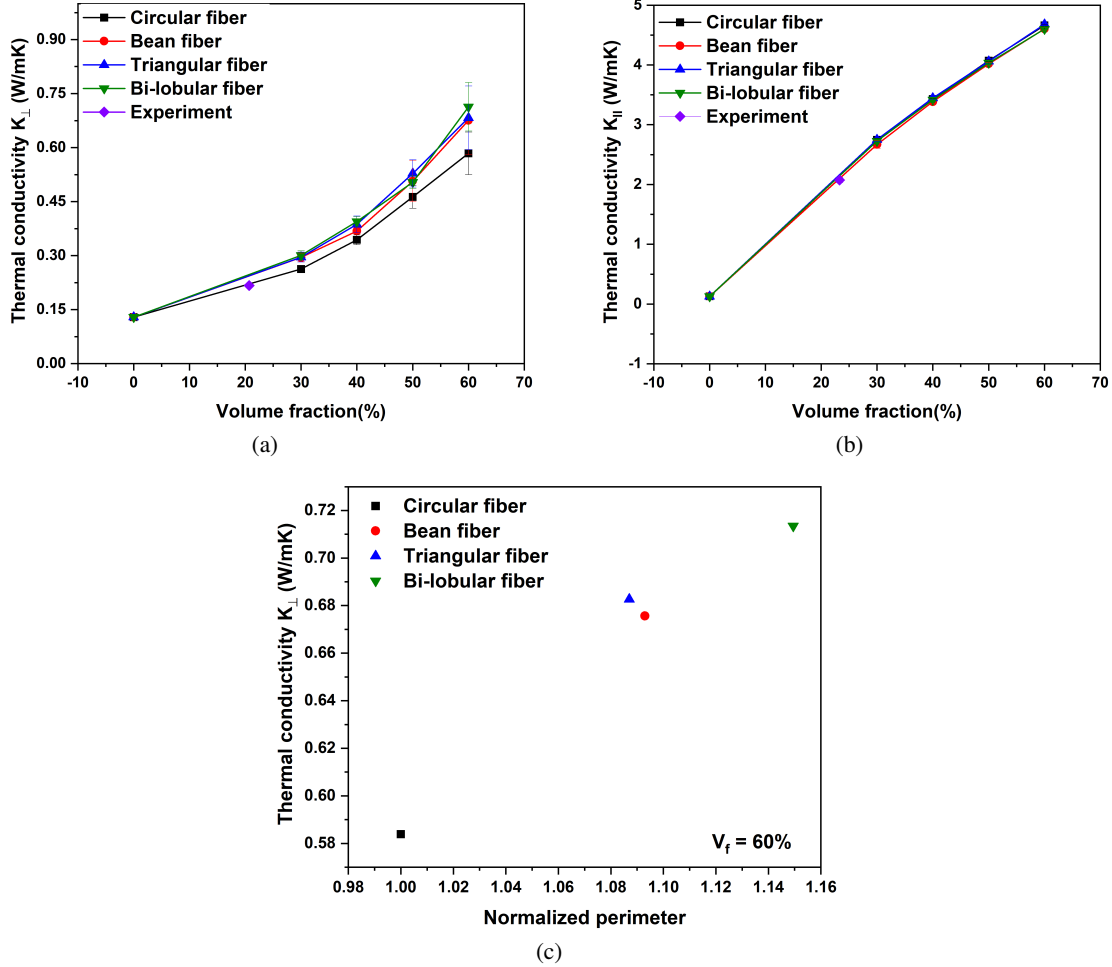 Circular fiber
Bean fiber
Triangular fiber
Bi-lobular fiber
Experiment
Thermal conductivity K⊥ (W/mK)
0.90
0.75
0.60
0.45
0.30
0.15
0.00
-10 0 10 20 30 40 50 60 70
Volume fraction(%)
(a)
Circular fiber
Bean fiber
Triangular fiber
Bi-lobular fiber
Experiment
Thermal conductivity K|| (W/mK)
5
4
3
2
1
0
-1
-10 0 10 20 30 40 50 60 70
Volume fraction(%)
(b)
Circular fiber
Bean fiber
Triangular fiber
Bi-lobular fiber
Thermal conductivity K⊥ (W/mK)
0.72
0.70
0.68
0.66
0.64
0.62
0.60
0.58
Vf = 60%
0.98 1.00 1.02 1.04 1.06 1.08 1.10 1.12 1.14 1.16
Normalized perimeter
(c)